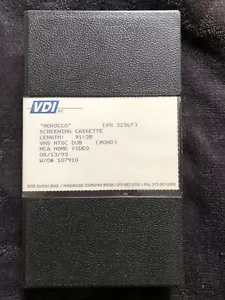 VDI INC
"MOROCCO" (PR 32367)
SCREENING CASSETTE
LENGTH: 91:38
VHS NTSC DUB (MONO)
MCA HOME VIDEO
08/13/93
W/O# 107910